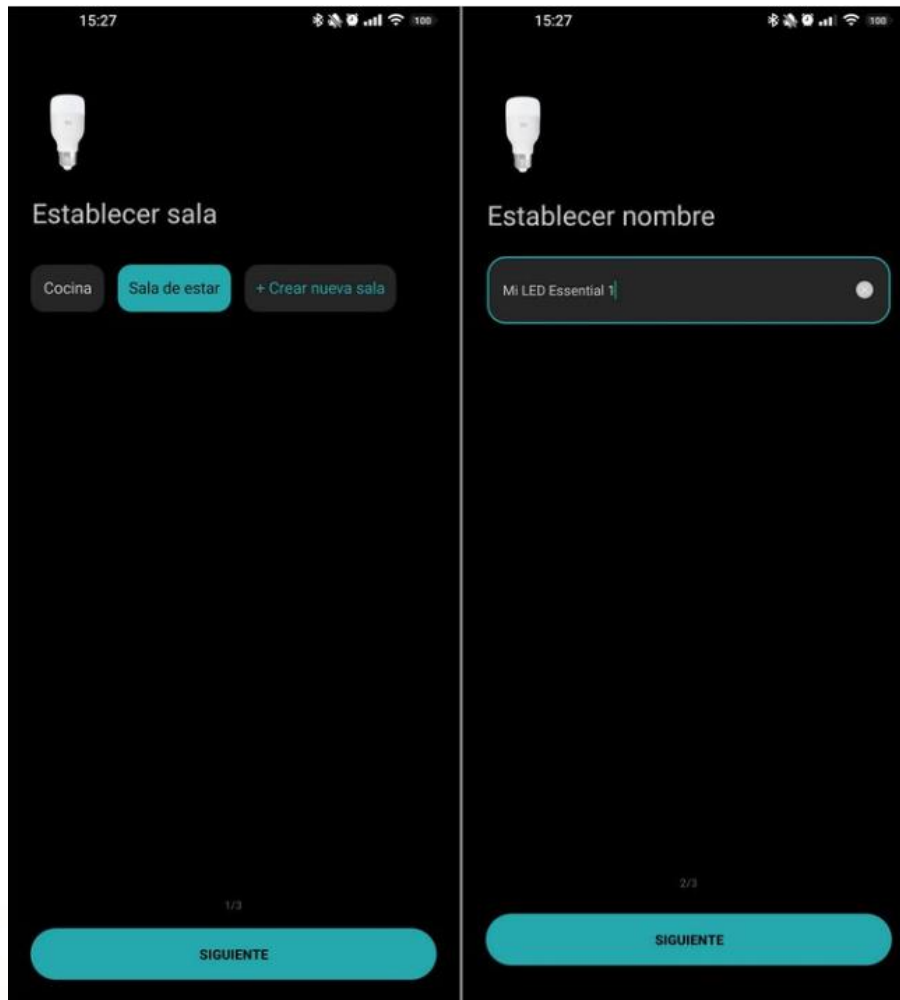 15:27
100
Establecer sala
Cocina
Sala de estar
+ Crear nueva sala
1/3
SIGUIENTE
15:27
100
Establecer nombre
Mi LED Essential 1
2/3
SIGUIENTE